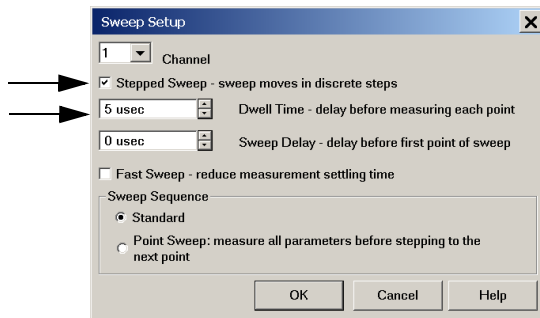 Sweep Setup
1 Channel
Stepped Sweep - sweep moves in discrete steps
5 usec Dwell Time - delay before measuring each point
0 usec Sweep Delay - delay before first point of sweep
Fast Sweep - reduce measurement settling time
Sweep Sequence
Standard
Point Sweep: measure all parameters before stepping to the
next point
OK Cancel Help